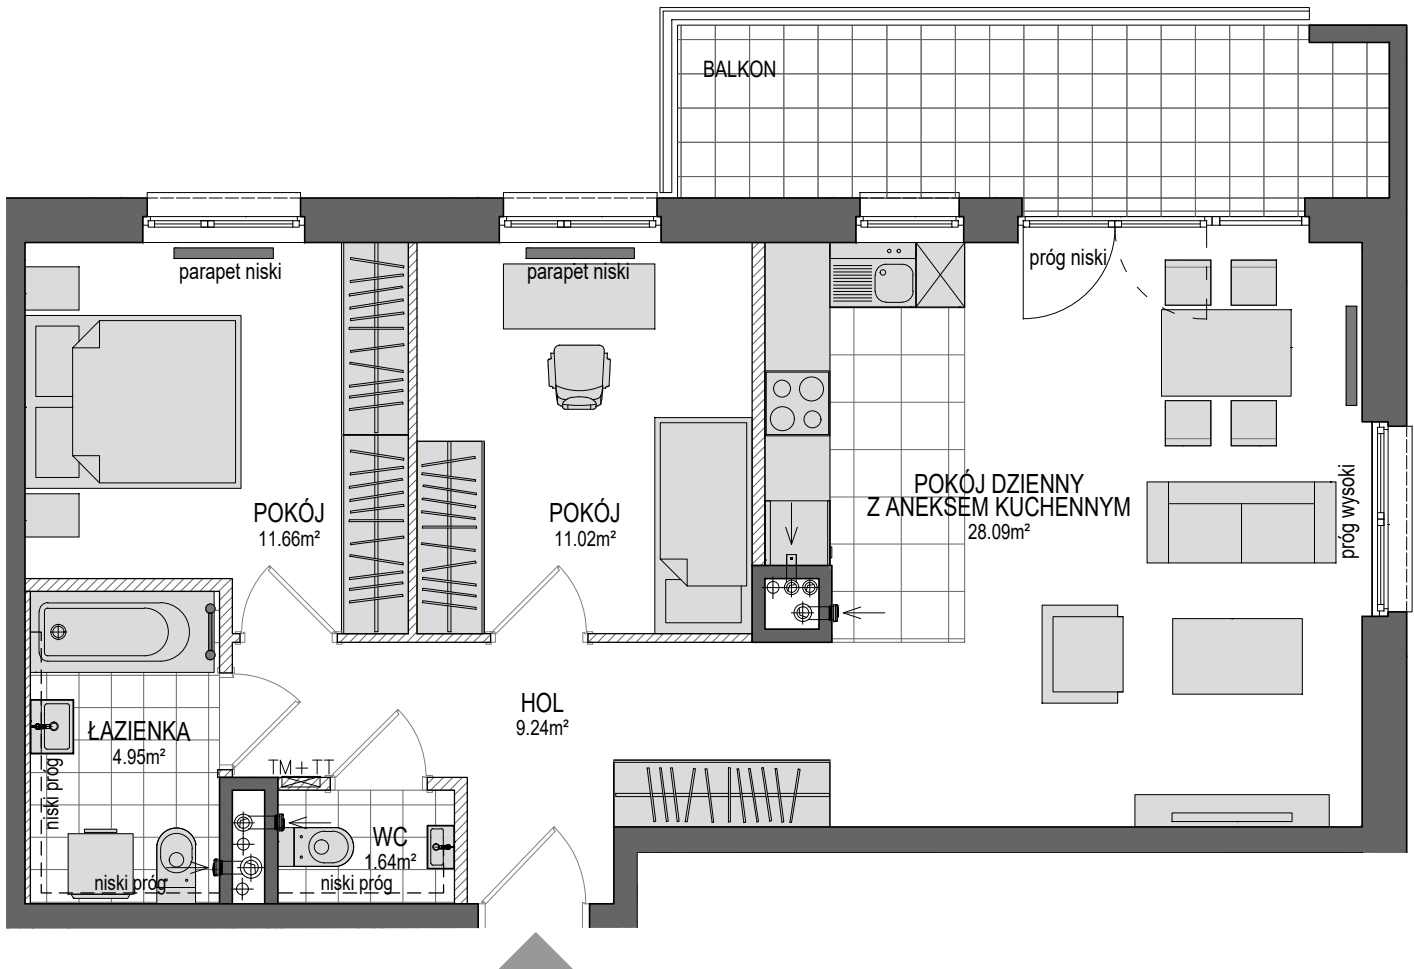 BALKON
parapet niski
parapet niski
próg niski
POKÓJ
11.66m²
POKÓJ
11.02m²
POKÓJ DZIENNY
Z ANEKSEM KUCHENNYM
28.09m²
próg wysoki
HOL
9.24m²
ŁAZIENKA
4.95m²
niski próg
TM+TT
WC
1.64m²
niski próg
niski próg